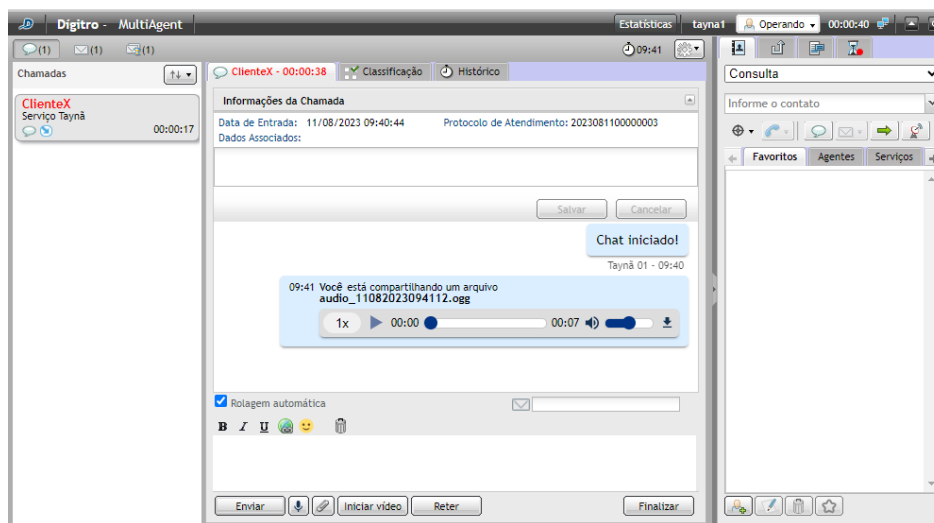 Dígitro - MultiAgent
Estatísticas
tayna1
Operando
00:00:40
(1)
(1)
(1)
09:41
Chamadas
ClienteX
Serviço Taynã
00:00:17
ClienteX - 00:00:38
Classificação
Histórico
Informações da Chamada
Data de Entrada: 11/08/2023 09:40:44
Protocolo de Atendimento: 2023081100000003
Dados Associados:
Salvar
Cancelar
Chat iniciado!
Taynã 01 - 09:40
09:41 Você está compartilhando um arquivo
audio_11082023094112.ogg
1x
00:00
00:07
Rolagem automática
B I U
Enviar
Iniciar vídeo
Reter
Finalizar
Consulta
Informe o contato
Favoritos
Agentes
Serviços